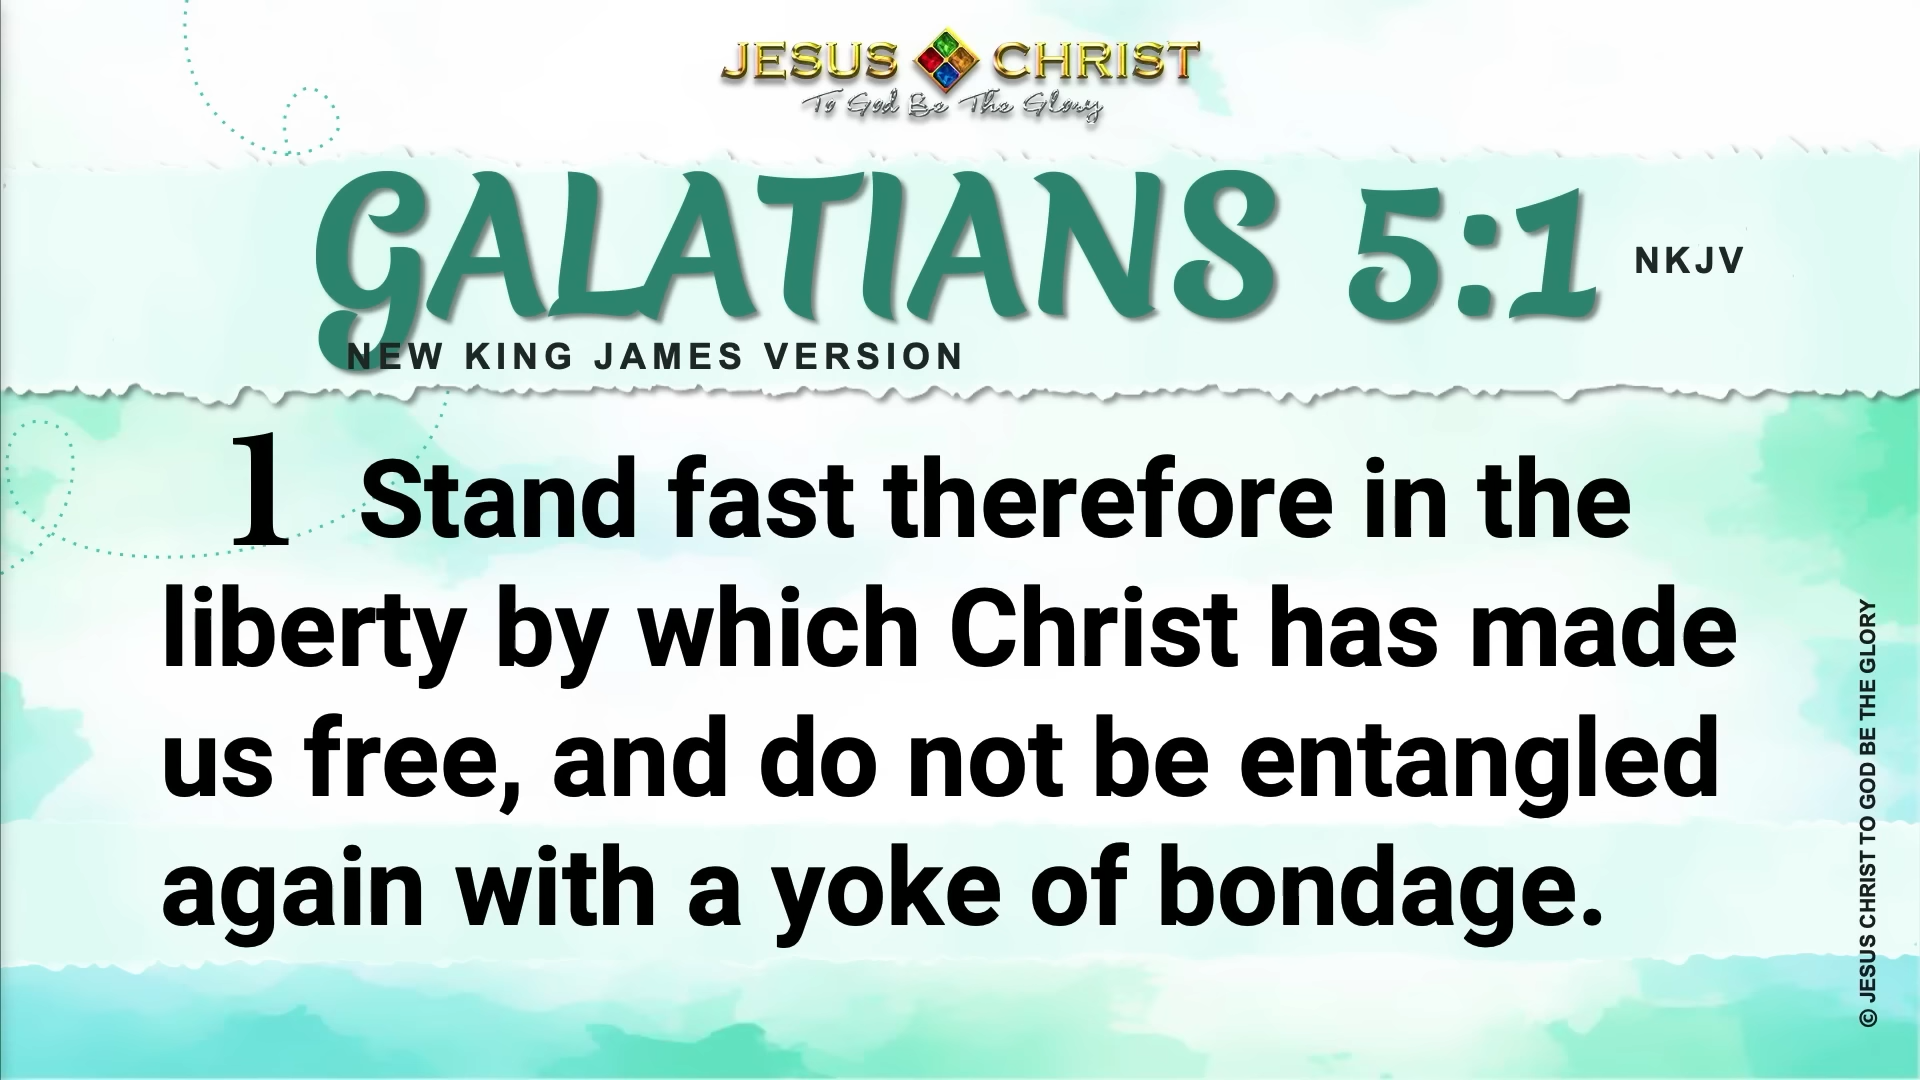 JESUS CHRIST
To God Be The Glory
GALATIANS 5:1 NKJV
NEW KING JAMES VERSION
1 Stand fast therefore in the
liberty by which Christ has made
us free, and do not be entangled
again with a yoke of bondage.
© JESUS CHRIST TO GOD BE THE GLORY